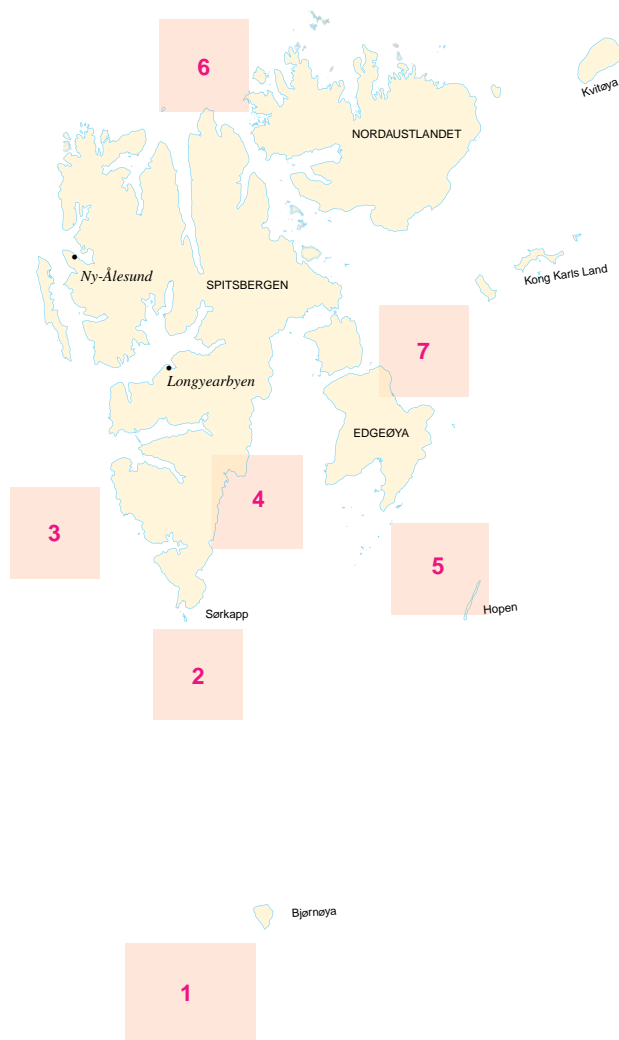 6
Kvitøya
NORDAUSTLANDET
Ny-Ålesund
SPITSBERGEN
Kong Karls Land
7
Longyearbyen
EDGEØYA
4
3
5
Hopen
Sørkapp
2
Bjørnøya
1